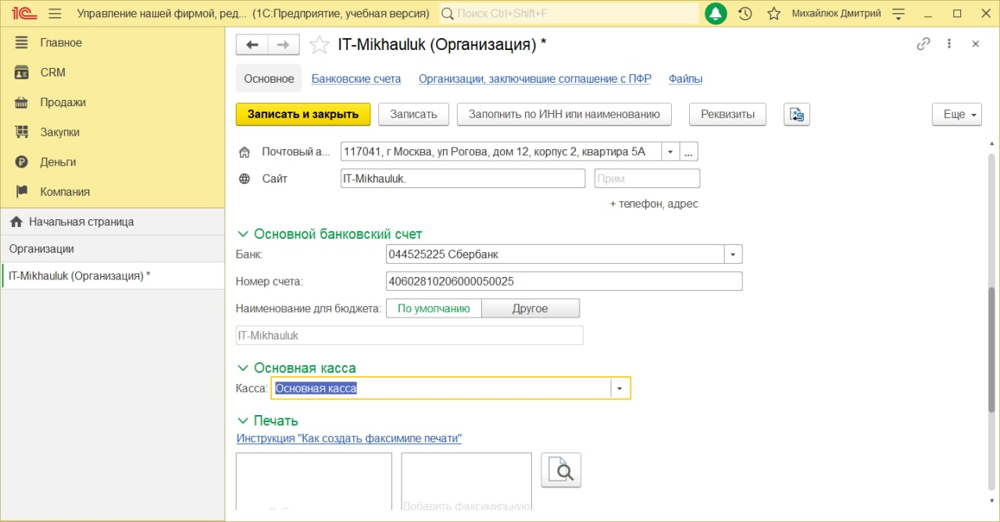 1С Управление нашей фирмой, ред... (1С:Предприятие, учебная версия) Поиск Ctrl+Shift+F Михайлюк Дмитрий
Главное
CRM
Продажи
Закупки
Деньги
Компания
Начальная страница
Организации
IT-Mikhauluk (Организация) *
IT-Mikhauluk (Организация) *
Основное Банковские счета Организации, заключившие соглашение с ПФР Файлы
Записать и закрыть Записать Заполнить по ИНН или наименованию Реквизиты Еще
Почтовый а... 117041, г Москва, ул Рогова, дом 12, корпус 2, квартира 5А ...
Сайт IT-Mikhauluk. Прим.
+ телефон, адрес
Основной банковский счет
Банк: 044525225 Сбербанк
Номер счета: 40602810206000050025
Наименование для бюджета: По умолчанию Другое
IT-Mikhauluk
Основная касса
Касса: Основная касса
Печать
Инструкция "Как создать факсимипе печати"
Добавить факсимильную